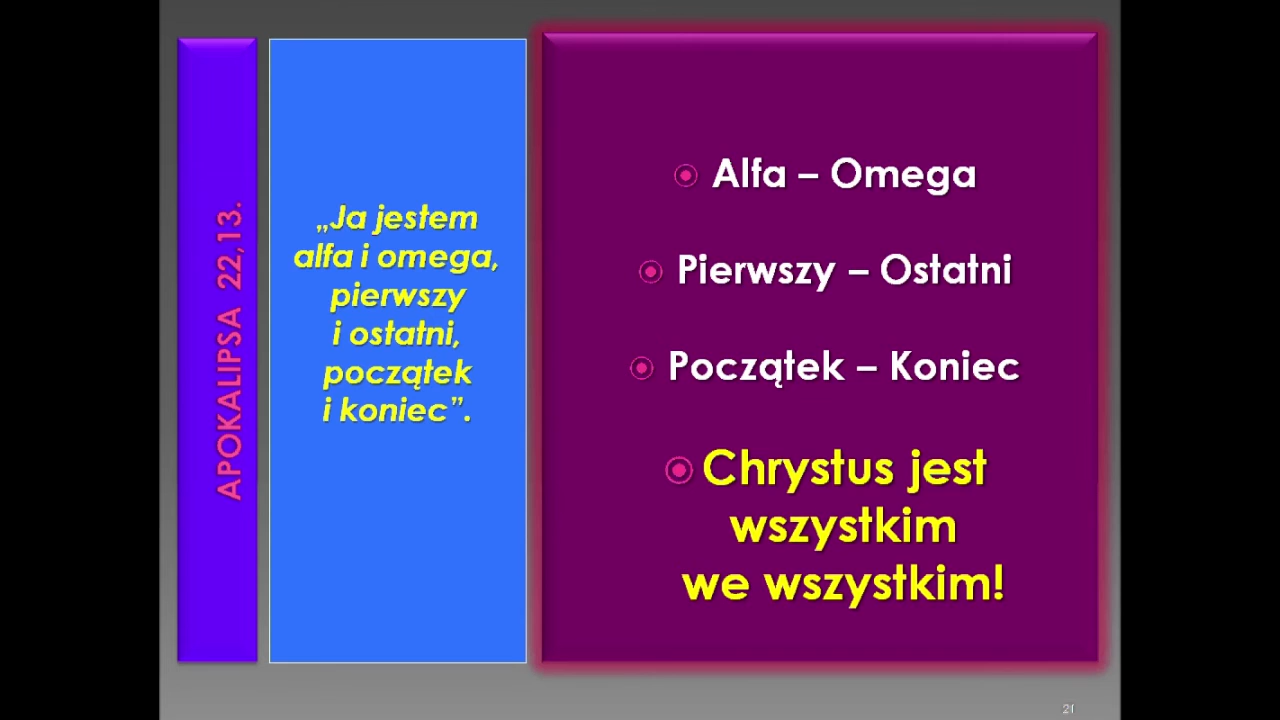 APOKALIPSA 22,13.
„Ja jestem
alfa i omega,
pierwszy
i ostatni,
początek
i koniec”.
Alfa – Omega
Pierwszy – Ostatni
Początek – Koniec
Chrystus jest
wszystkim
we wszystkim!
21